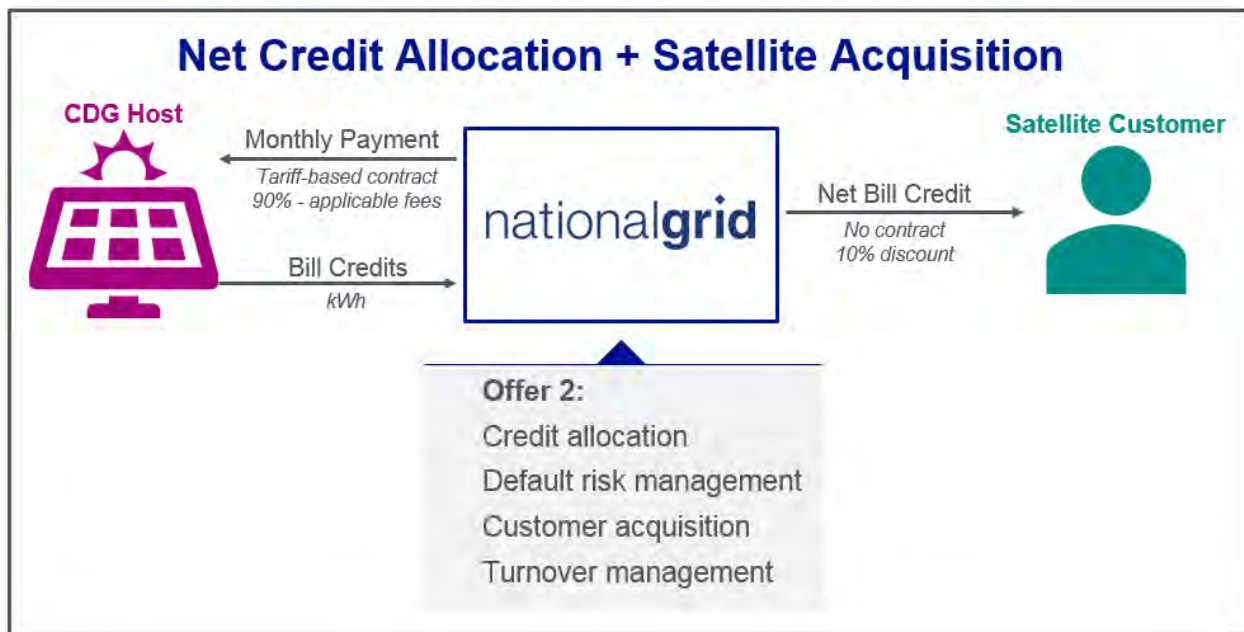 Net Credit Allocation + Satellite Acquisition
CDG Host
Monthly Payment
Tariff-based contract
90% - applicable fees
Bill Credits
kWh
nationalgrid
Satellite Customer
Net Bill Credit
No contract
10% discount
Offer 2:
Credit allocation
Default risk management
Customer acquisition
Turnover management